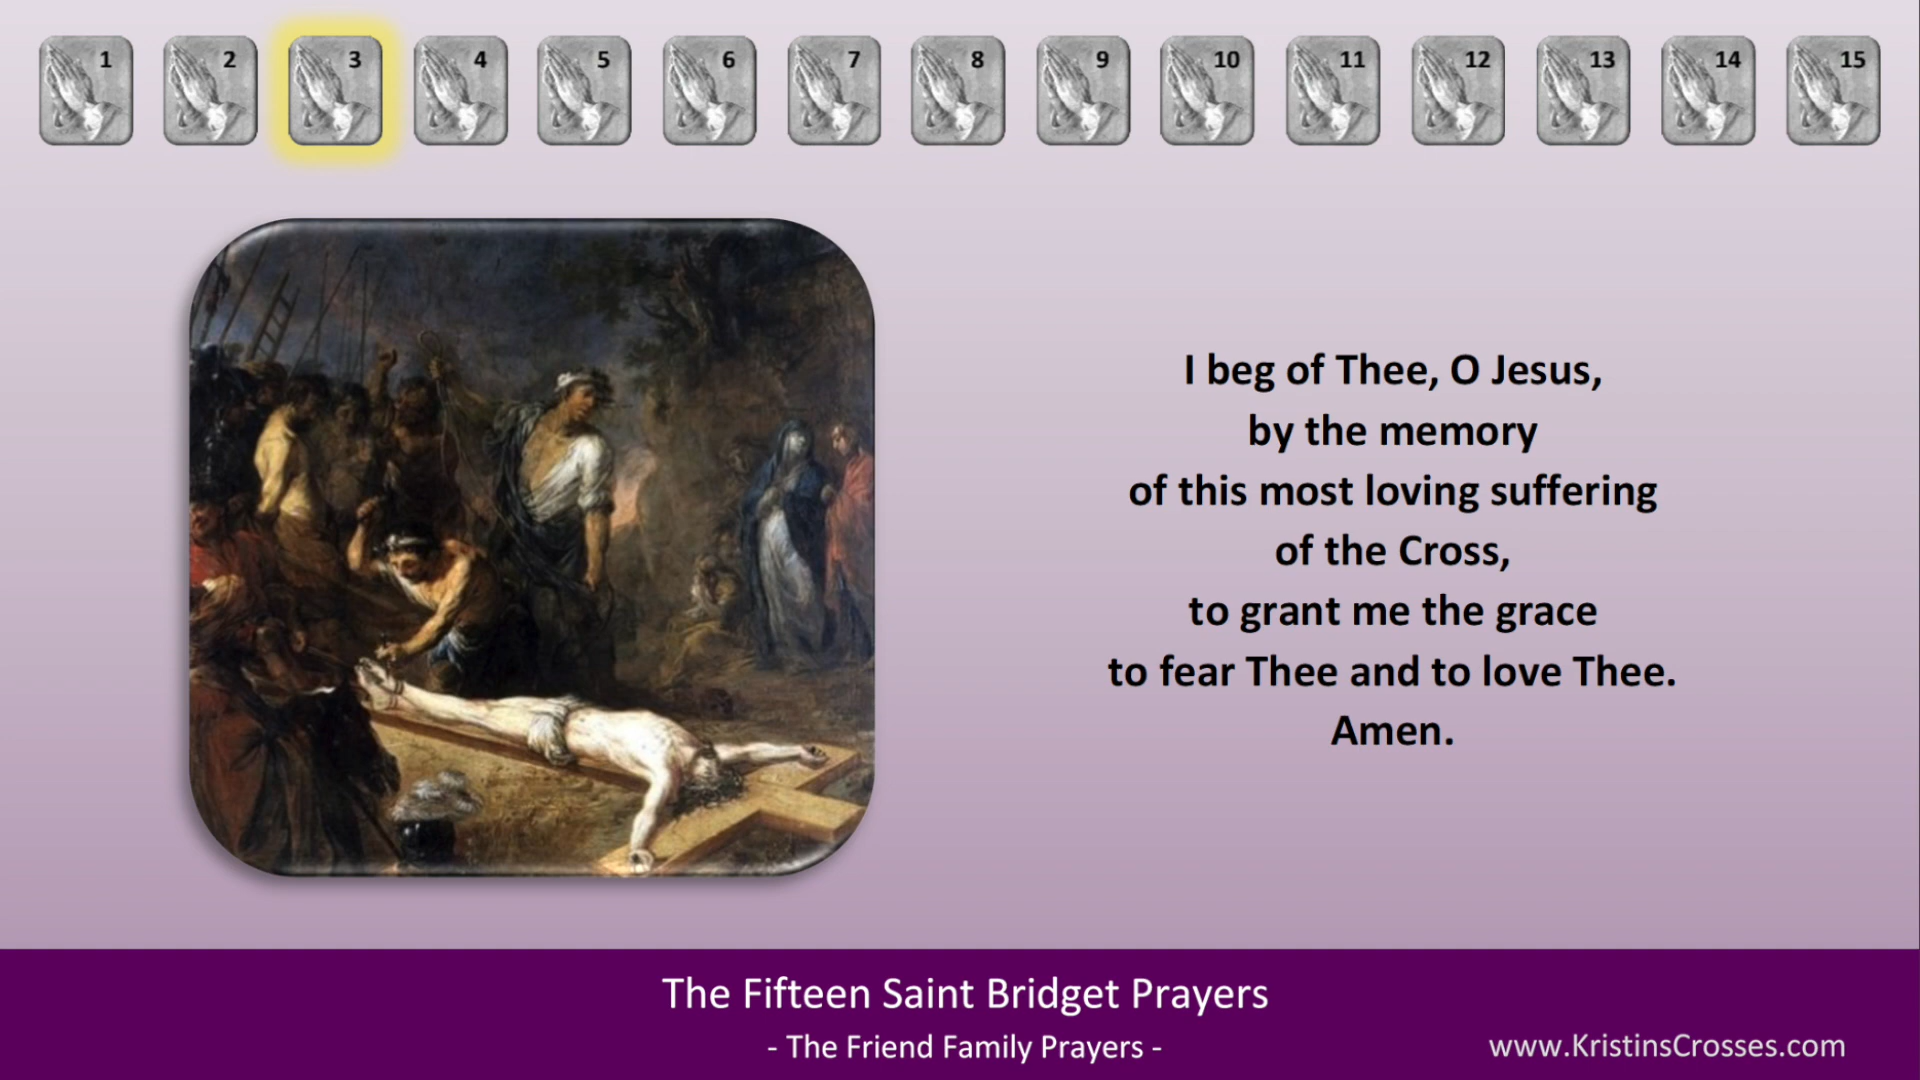 1 2 3 4 5 6 7 8 9 10 11 12 13 14 15
I beg of Thee, O Jesus,
by the memory
of this most loving suffering
of the Cross,
to grant me the grace
to fear Thee and to love Thee.
Amen.
The Fifteen Saint Bridget Prayers
- The Friend Family Prayers -
www.KristinsCrosses.com